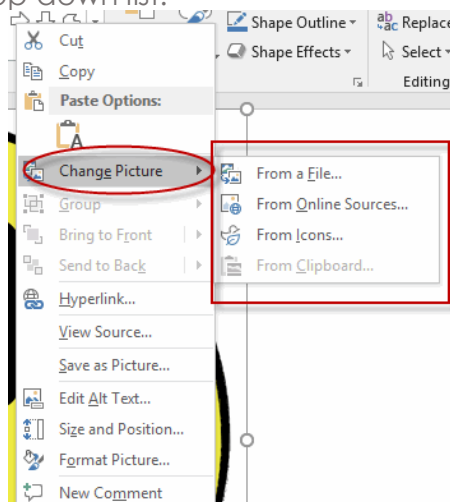 down list.
Shape Outline
Replace
Shape Effects
Select
Editing
Cut
Copy
Paste Options:
A
Change Picture
From a File...
Group
From Online Sources...
Bring to Front
From Icons...
Send to Back
From Clipboard...
Hyperlink...
View Source...
Save as Picture...
Edit Alt Text...
Size and Position...
Format Picture...
New Comment